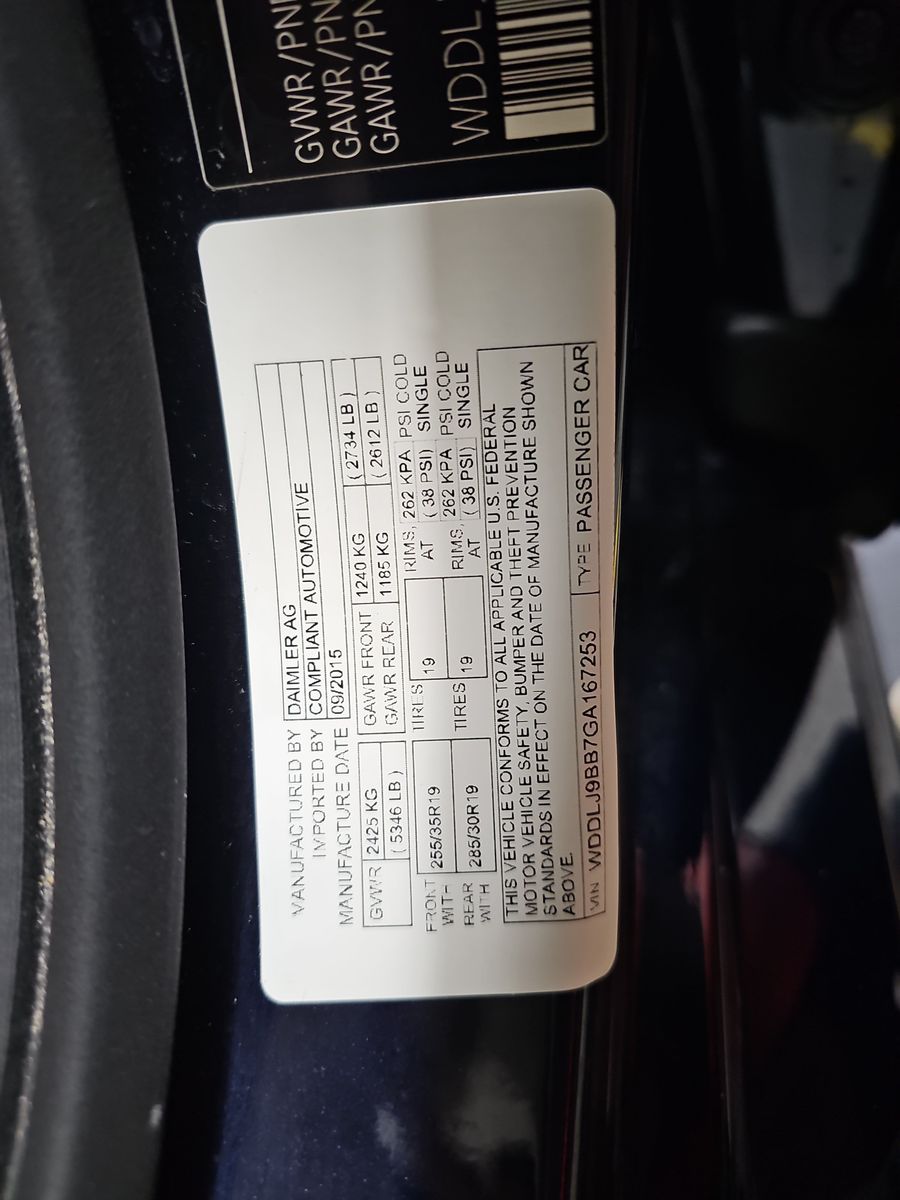 GVWR/PN
GAWR/PN
GAWR/PN
WDDL
MANUFACTURED BY DAIMLER AG
IMPORTED BY COMPLIANT AUTOMOTIVE
MANUFACTURE DATE 09/2015
GVWR 2425 KG GAWR FRONT 1240 KG ( 2734 LB )
( 5346 LB ) GAWR REAR 1185 KG ( 2612 LB )
FRONT 255/35R19 TIRES 19 RIMS, 262 KPA PSI COLD
WITH AT ( 38 PSI) SINGLE
REAR 285/30R19 TIRES 19 RIMS, 262 KPA PSI COLD
WITH AT ( 38 PSI) SINGLE
THIS VEHICLE CONFORMS TO ALL APPLICABLE U.S. FEDERAL
MOTOR VEHICLE SAFETY, BUMPER AND THEFT PREVENTION
STANDARDS IN EFFECT ON THE DATE OF MANUFACTURE SHOWN
ABOVE.
VIN WDDLJ9BB7GA167253 TYPE PASSENGER CAR